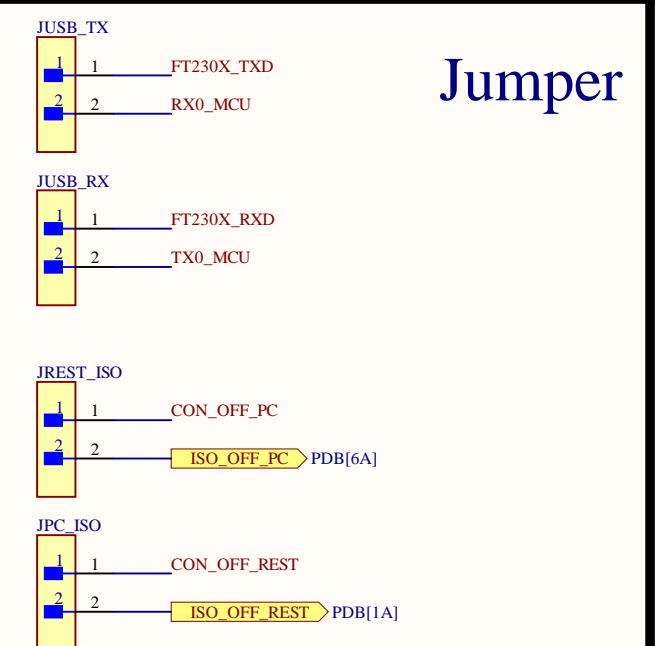 JUSB_TX
Jumper
1 1 FT230X_TXD
2 2 RX0_MCU
JUSB_RX
1 1 FT230X_RXD
2 2 TX0_MCU
JREST_ISO
1 1 CON_OFF_PC
2 2 ISO_OFF_PC PDB[6A]
JPC_ISO
1 1 CON_OFF_REST
2 2 ISO_OFF_REST PDB[1A]